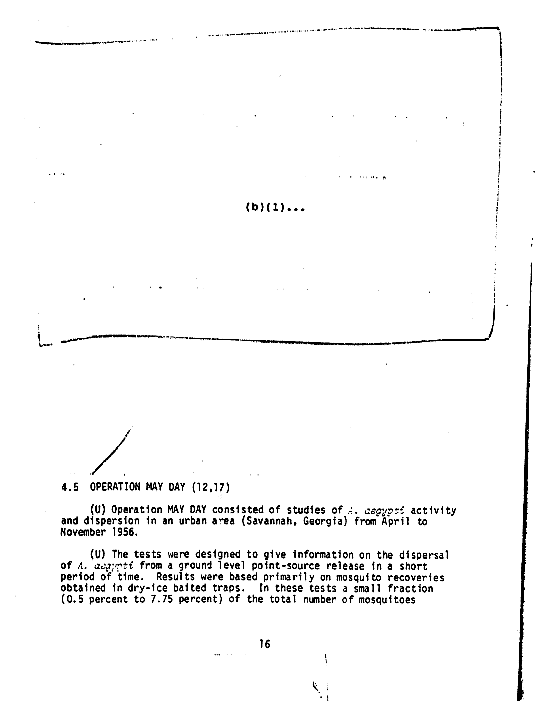 (b)(1)...
4.5 OPERATION MAY DAY (12,17)
(U) Operation MAY DAY consisted of studies of A. aegypti activity
and dispersion in an urban area (Savannah, Georgia) from April to
November 1956.
(U) The tests were designed to give information on the dispersal
of A. aegypti from a ground level point-source release in a short
period of time. Results were based primarily on mosquito recoveries
obtained in dry-ice baited traps. In these tests a small fraction
(0.5 percent to 7.75 percent) of the total number of mosquitoes
16